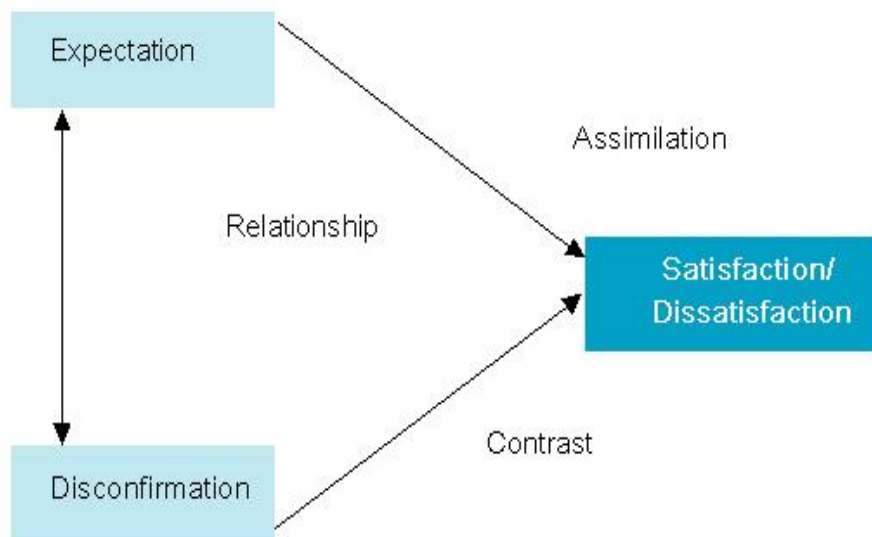 Expectation
Assimilation
Relationship
Satisfaction/
Dissatisfaction
Contrast
Disconfirmation